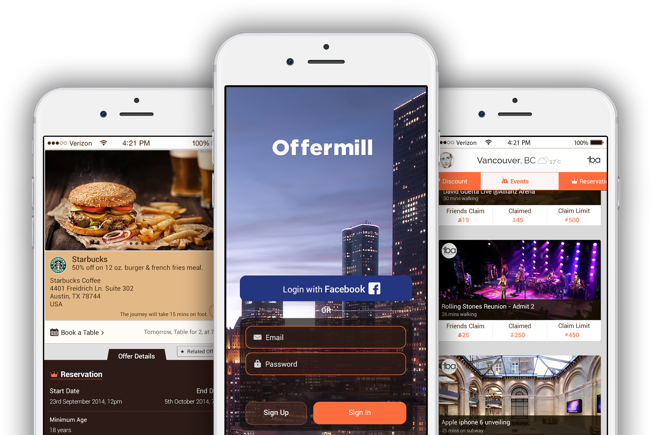 ●●●○○ Verizon 4:21 PM 100%
Starbucks
50% off on 12 oz. burger & french fries meal.
Starbucks Coffee
4401 Freidrich Ln. Suite 302
Austin, TX 78744
USA
The journey will take 15 mins on foot.
Book a Table >
Tomorrow, Table for 2, at
Offer Details
★ Related Off
Reservation
Start Date
End D
23rd September 2014, 12pm
5th October 2014, 7
Minimum Age
18 years
Offermill
Login with Facebook
OR
Email
Password
Sign Up
Sign In
Verizon 4:21 PM 100%
Vancouver, BC
tba
Discount
Events
Reservati
David Guetta Live @Allianz Arena
30 mins walking
Friends Claim
Claimed
Claim Limit
19
45
500
tba
Rolling Stones Reunion - Admit 2
26 mins walking
Friends Claim
Claimed
Claim Limit
25
250
450
tba
Apple iphone 6 unveiling
21 mins on subway